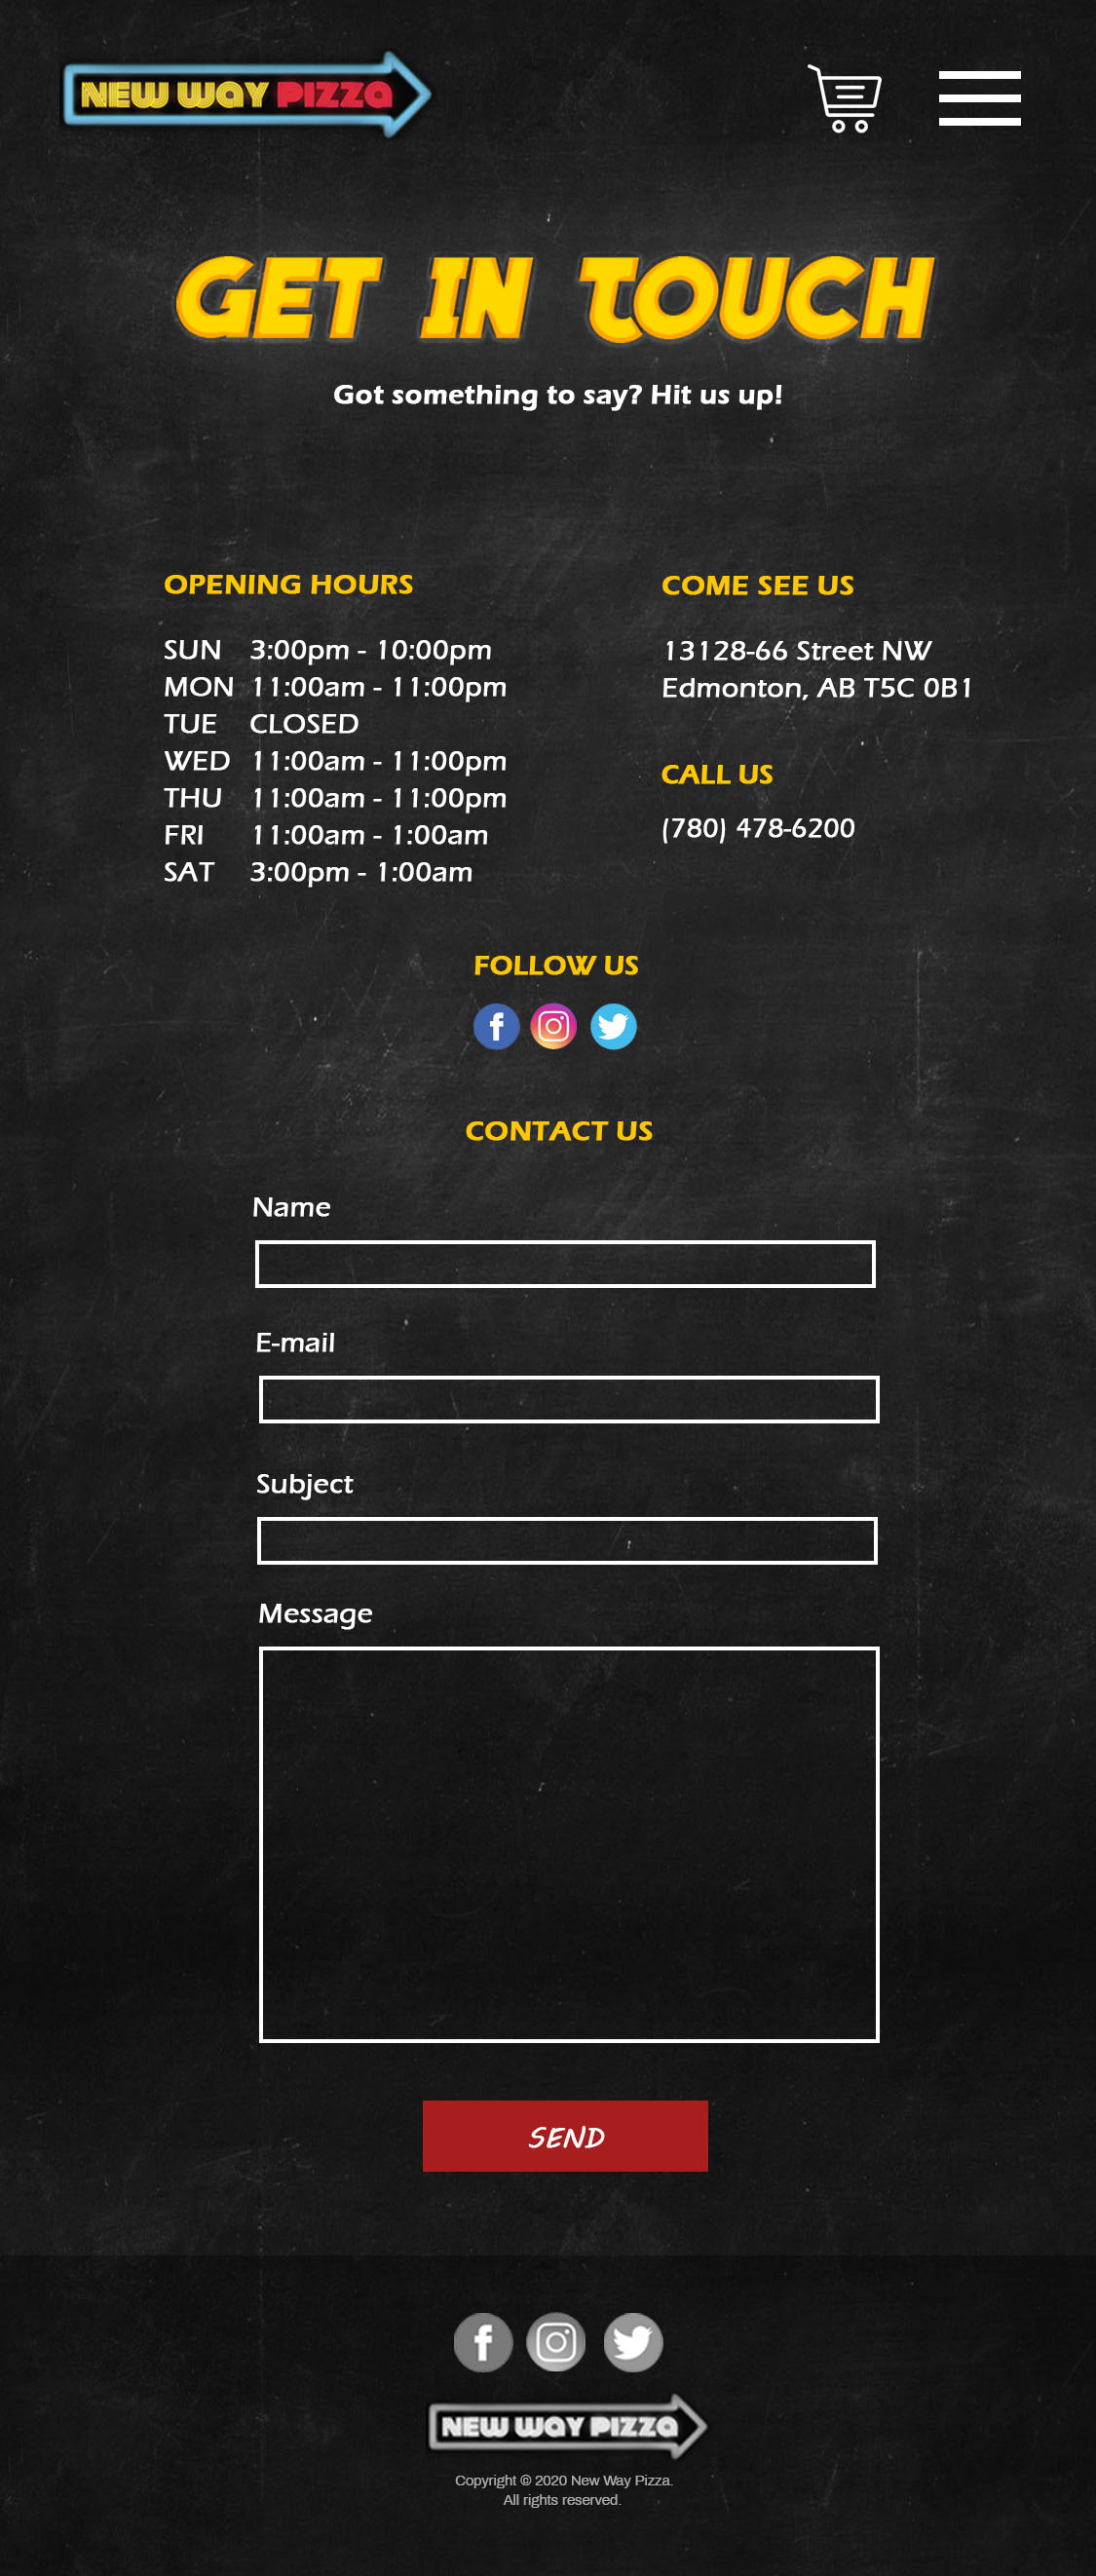 NEW WAY PIZZA
GET IN TOUCH
Got something to say? Hit us up!
OPENING HOURS
SUN 3:00pm - 10:00pm
MON 11:00am - 11:00pm
TUE CLOSED
WED 11:00am - 11:00pm
THU 11:00am - 11:00pm
FRI 11:00am - 1:00am
SAT 3:00pm - 1:00am
COME SEE US
13128-66 Street NW
Edmonton, AB T5C 0B1
CALL US
(780) 478-6200
FOLLOW US
CONTACT US
Name
E-mail
Subject
Message
SEND
NEW WAY PIZZA
Copyright © 2020 New Way Pizza.
All rights reserved.